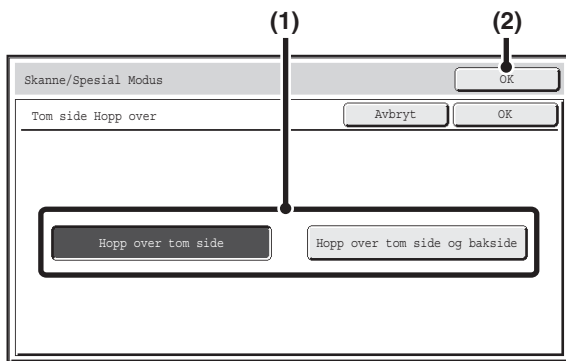 (1) (2)
Skanne/Spesial Modus OK
Tom side Hopp over Avbryt OK
Hopp over tom side Hopp over tom side og bakside